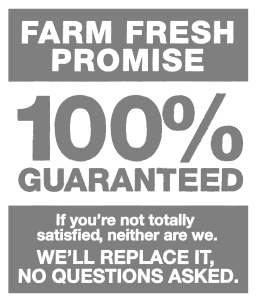 FARM FRESH
PROMISE
100%
GUARANTEED
If you're not totally
satisfied, neither are we.
WE'LL REPLACE IT,
NO QUESTIONS ASKED.